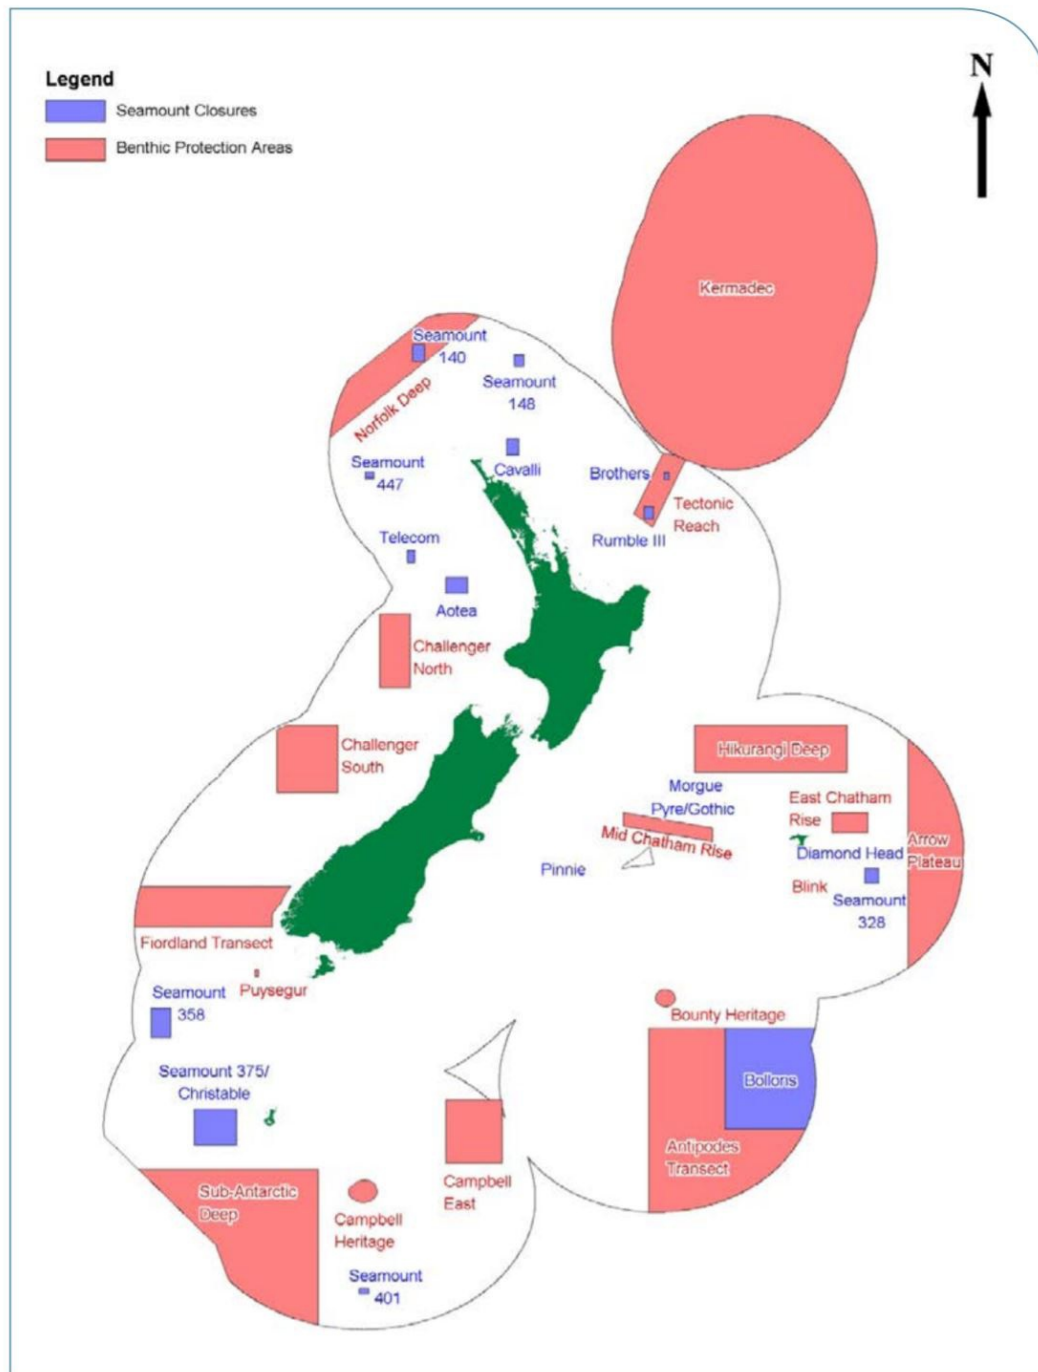 Legend
Seamount Closures
Benthic Protection Areas
N
Kermadec
Seamount
140
Seamount
148
Norfolk Deep
Seamount
447
Cavalli
Brothers
Tectonic
Reach
Rumble III
Telecom
Aotea
Challenger
North
Challenger
South
Hikurangi Deep
Morgue
Pyre/Gothic
Mid Chatham Rise
East Chatham
Rise
Arrow
Plateau
Diamond Head
Pinnie
Blink
Seamount
328
Fiordland Transect
Puysegur
Seamount
358
Bounty Heritage
Seamount 375/
Christable
Bollons
Antipodes
Transect
Campbell
East
Sub-Antarctic
Deep
Campbell
Heritage
Seamount
401